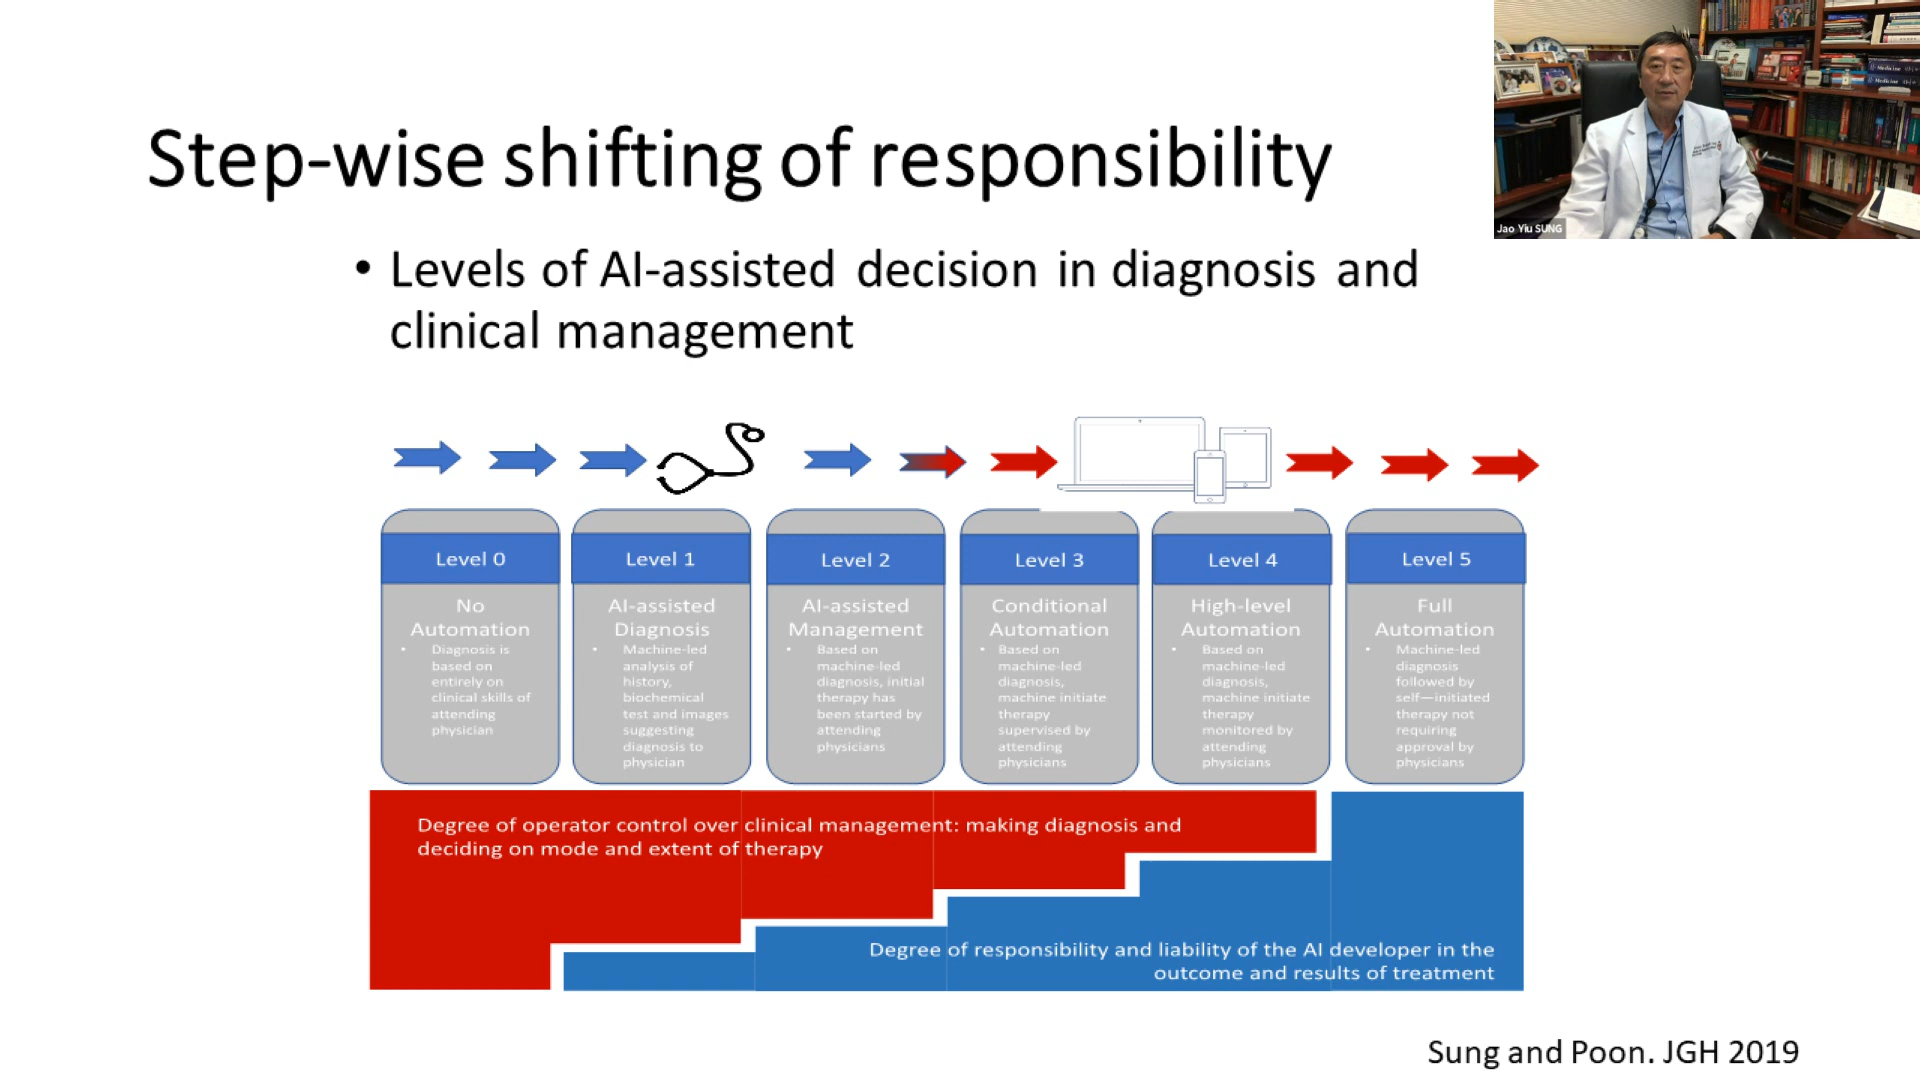 Step-wise shifting of responsibility
Jao Yiu SUNG
• Levels of AI-assisted decision in diagnosis and
clinical management
Level 0
No
Automation
• Diagnosis is
based on
entirely on
clinical skills of
attending
physician
Level 1
AI-assisted
Diagnosis
• Machine-led
analysis of
history,
biochemical
test and images
suggesting
diagnosis to
physician
Level 2
AI-assisted
Management
• Based on
machine-led
diagnosis, initial
therapy has
been started by
attending
physicians
Level 3
Conditional
Automation
• Based on
machine-led
diagnosis,
machine initiate
therapy
supervised by
attending
physicians
Level 4
High-level
Automation
• Based on
machine-led
diagnosis,
machine initiate
therapy
monitored by
attending
physicians
Level 5
Full
Automation
• Machine-led
diagnosis
followed by
self—initiated
therapy not
requiring
approval by
physicians
Degree of operator control over clinical management: making diagnosis and
deciding on mode and extent of therapy
Degree of responsibility and liability of the AI developer in the
outcome and results of treatment
Sung and Poon. JGH 2019